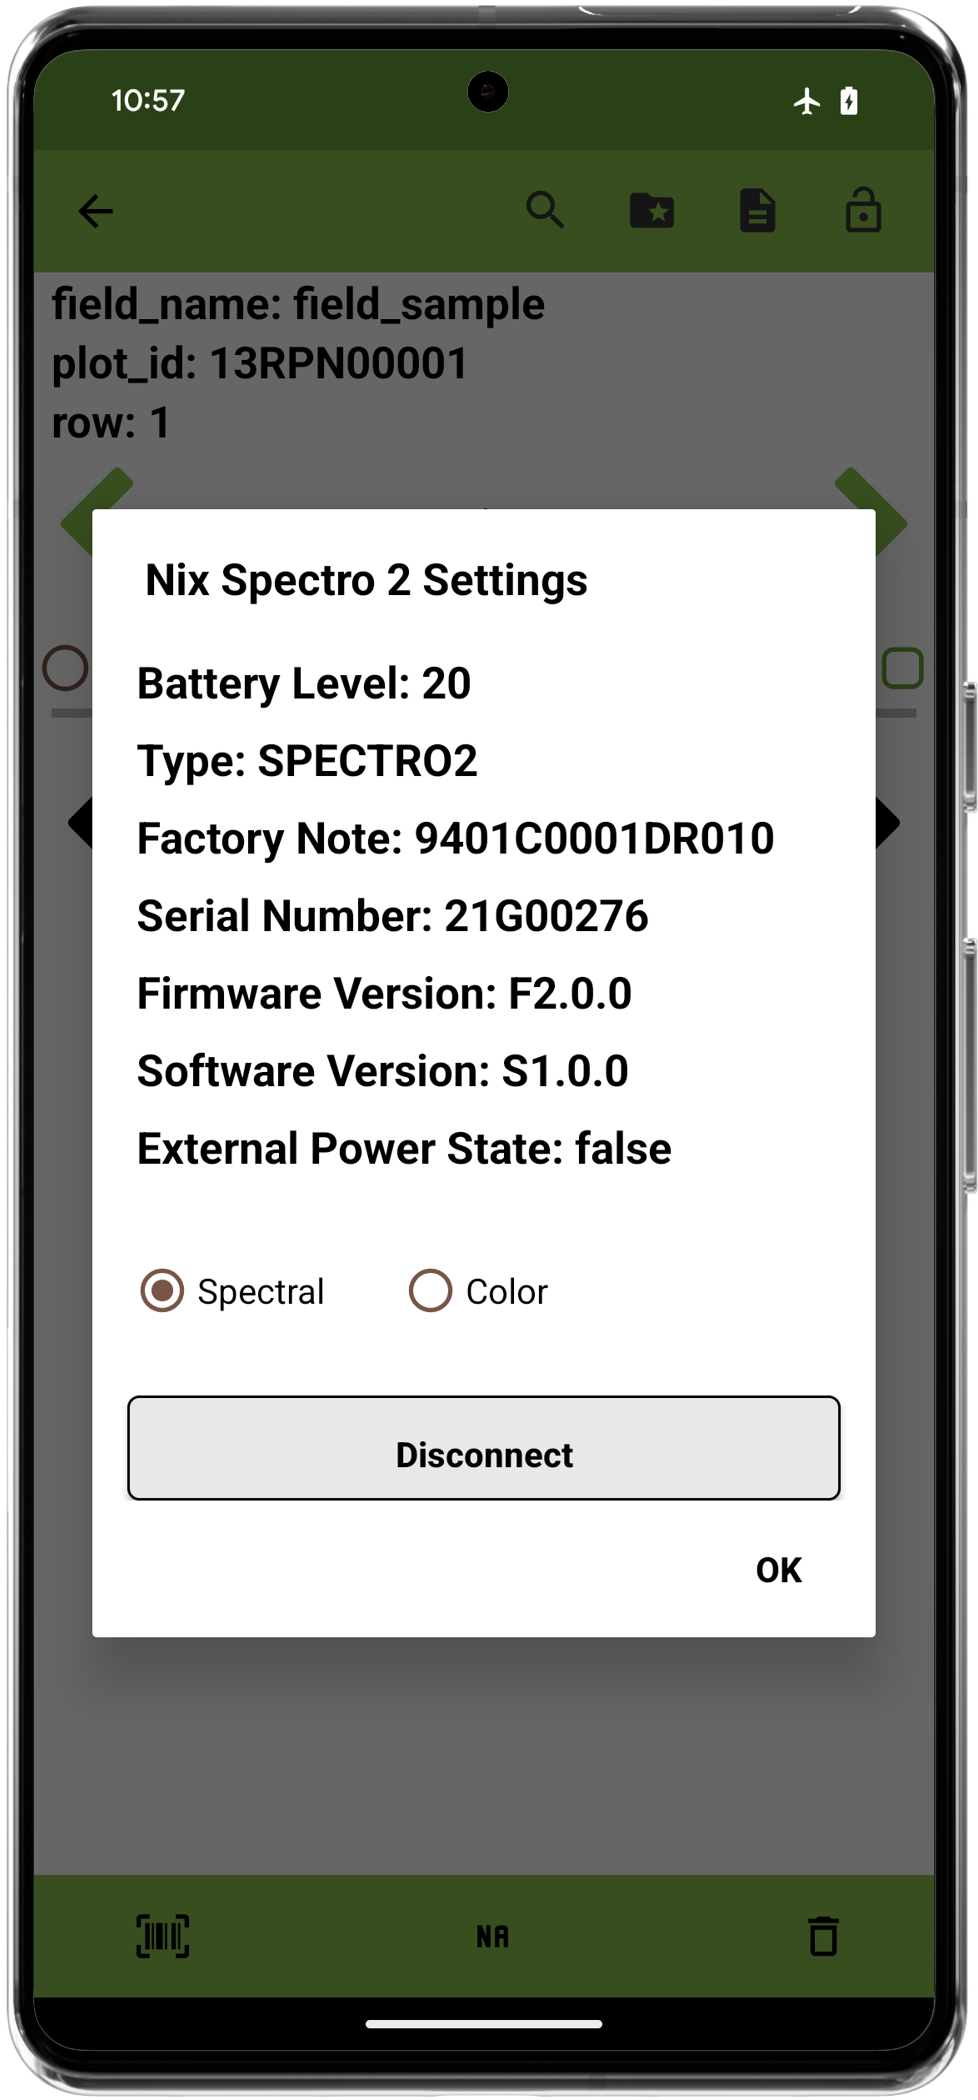 10:57
field_name: field_sample
plot_id: 13RPN00001
row: 1
Nix Spectro 2 Settings
Battery Level: 20
Type: SPECTRO2
Factory Note: 9401C0001DR010
Serial Number: 21G00276
Firmware Version: F2.0.0
Software Version: S1.0.0
External Power State: false
Spectral Color
Disconnect
OK
NA